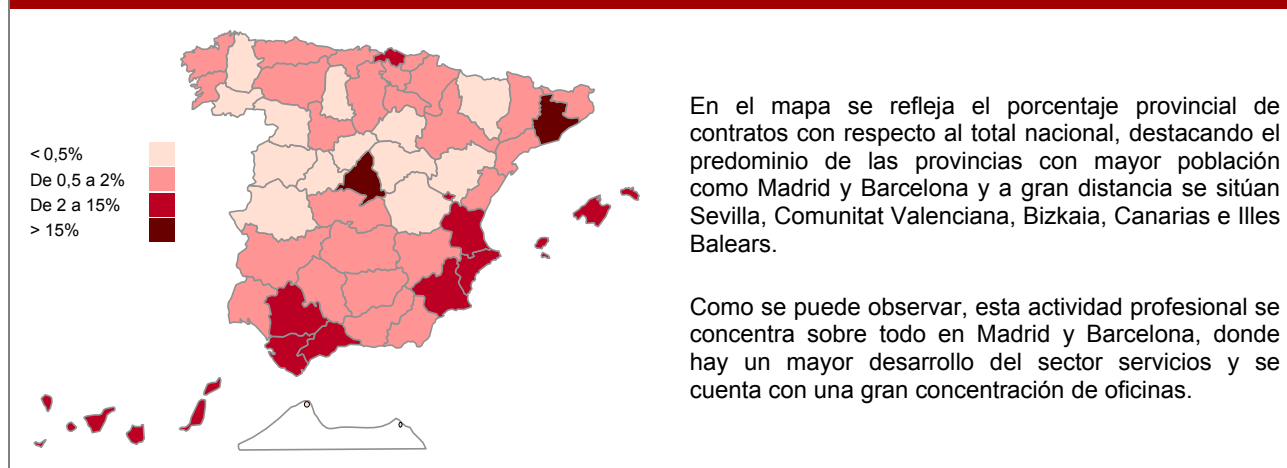 < 0,5%
De 0,5 a 2%
De 2 a 15%
> 15%
En el mapa se refleja el porcentaje provincial de
contratos con respecto al total nacional, destacando el
predominio de las provincias con mayor población
como Madrid y Barcelona y a gran distancia se sitúan
Sevilla, Comunitat Valenciana, Bizkaia, Canarias e Illes
Balears.
Como se puede observar, esta actividad profesional se
concentra sobre todo en Madrid y Barcelona, donde
hay un mayor desarrollo del sector servicios y se
cuenta con una gran concentración de oficinas.